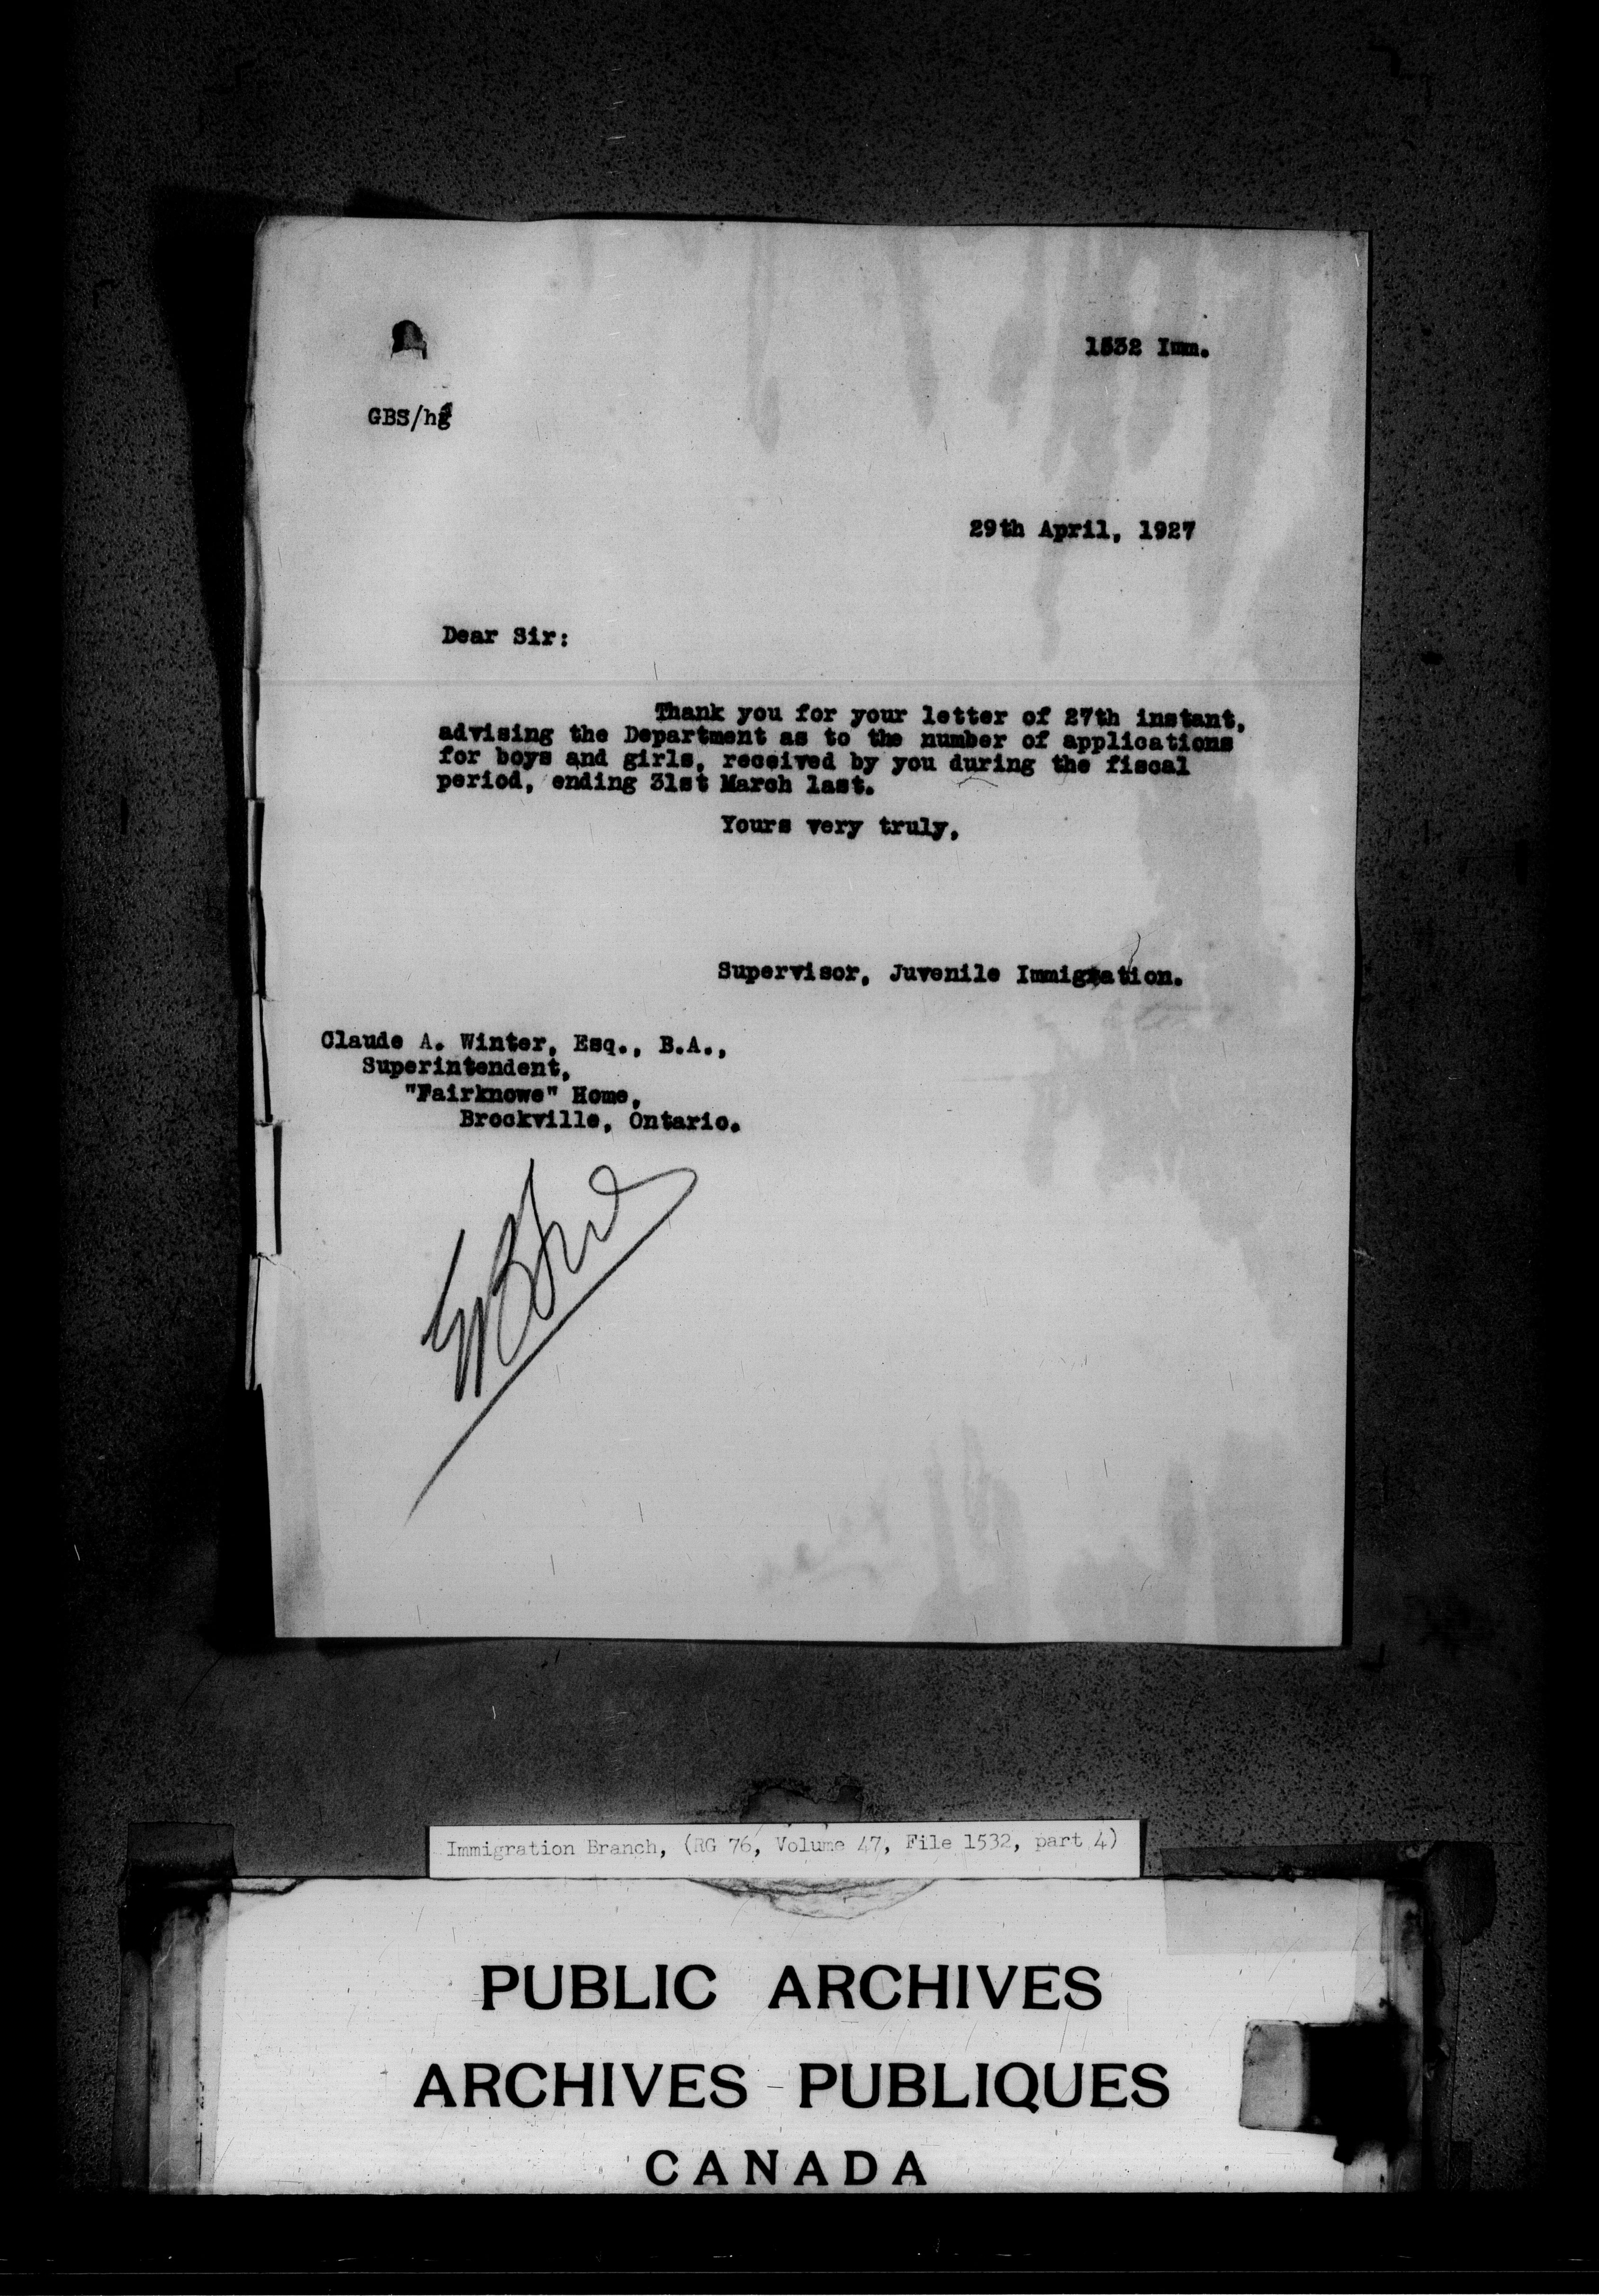 1532 Imm.
GBS/hg
29th April, 1927
Dear Sir:
Thank you for your letter of 27th instant,
advising the Department as to the number of applications
for boys and girls, received by you during the fiscal
period, ending 31st March last.
Yours very truly,
Supervisor, Juvenile Immigration.
Claude A. Winter, Esq., B.A.,
Superintendent,
"Fairknowe" Home,
Brockville, Ontario.
Immigration Branch, (RG 76, Volume 47, File 1532, part 4)
PUBLIC ARCHIVES
ARCHIVES PUBLIQUES
CANADA